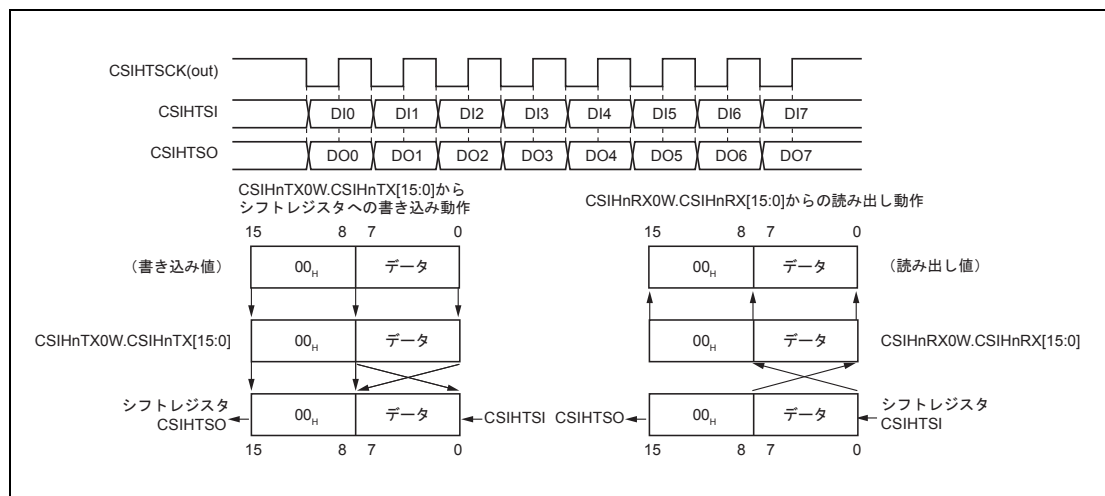 CSIHTSCK(out)
CSIHTSI DI0 DI1 DI2 DI3 DI4 DI5 DI6 DI7
CSIHTSO DO0 DO1 DO2 DO3 DO4 DO5 DO6 DO7
CSIHnTX0W.CSIHnTX[15:0]から
シフトレジスタへの書き込み動作
15 8 7 0
（書き込み値） 00H データ
CSIHnTX0W.CSIHnTX[15:0] 00H データ
シフトレジスタ
CSIHTSO 00H データ CSIHTSI
15 8 7 0
CSIHnRX0W.CSIHnRX[15:0]からの読み出し動作
15 8 7 0
00H データ （読み出し値）
00H データ CSIHnRX0W.CSIHnRX[15:0]
CSIHTSO 00H データ シフトレジスタ
CSIHTSI
15 8 7 0